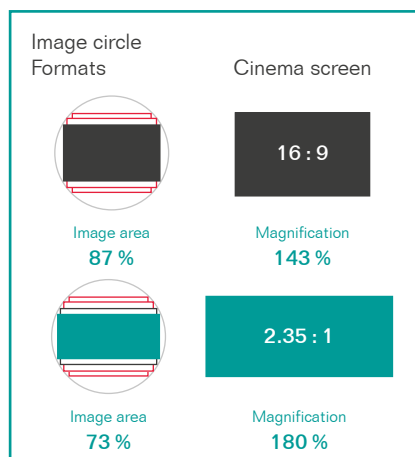 Image circle
Formats
Cinema screen
16 : 9
Image area
87 %
Magnification
143 %
2.35 : 1
Image area
73 %
Magnification
180 %